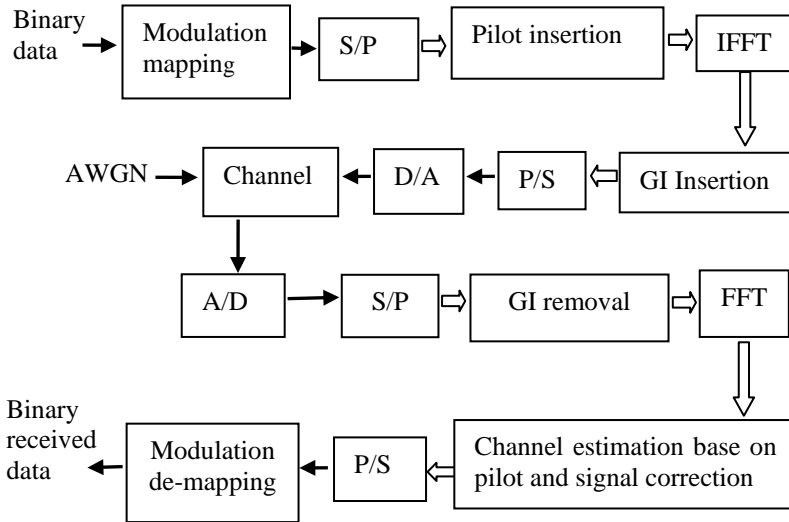 Binary
data
Modulation
mapping
S/P
Pilot insertion
IFFT
AWGN
Channel
D/A
P/S
GI Insertion
A/D
S/P
GI removal
FFT
Binary
received
data
Modulation
de-mapping
P/S
Channel estimation base on
pilot and signal correction